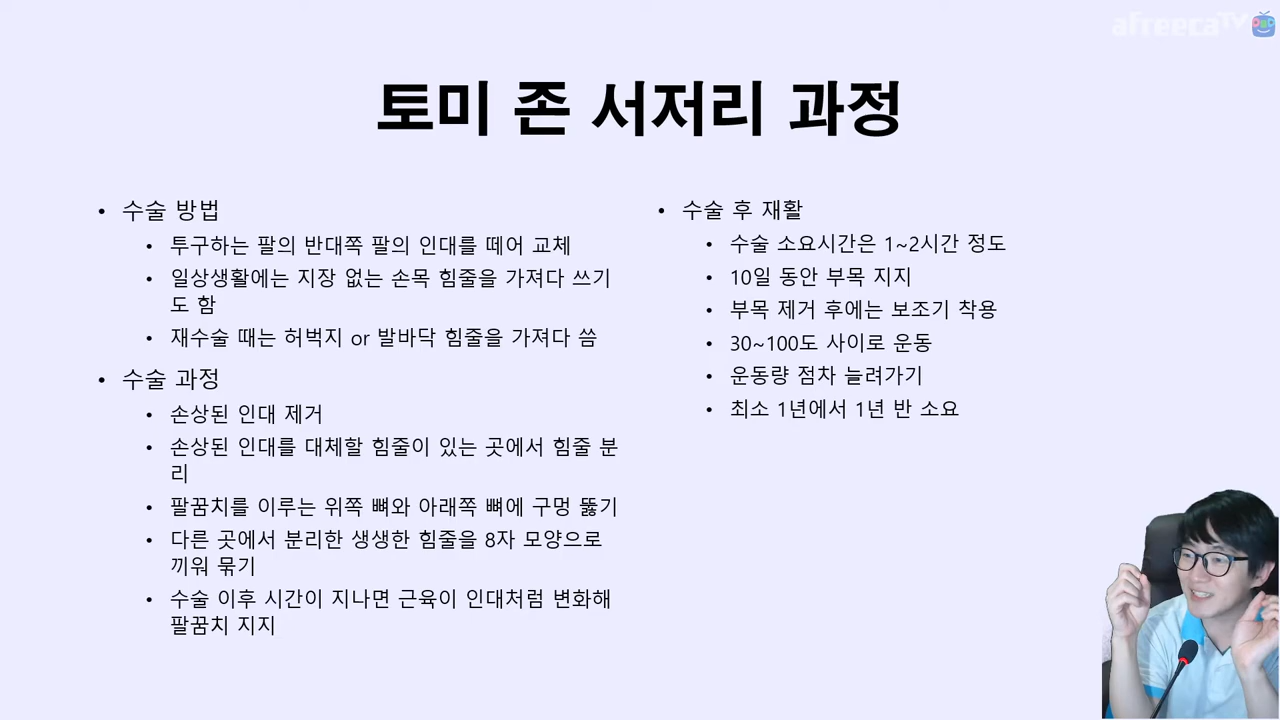 afreecaTV
토미 존 서저리 과정
• 수술 방법
• 투구하는 팔의 반대쪽 팔의 인대를 떼어 교체
• 일상생활에는 지장 없는 손목 힘줄을 가져다 쓰기
도 함
• 재수술 때는 허벅지 or 발바닥 힘줄을 가져다 씀
• 수술 과정
• 손상된 인대 제거
• 손상된 인대를 대체할 힘줄이 있는 곳에서 힘줄 분
리
• 팔꿈치를 이루는 위쪽 뼈와 아래쪽 뼈에 구멍 뚫기
• 다른 곳에서 분리한 생생한 힘줄을 8자 모양으로
끼워 묶기
• 수술 이후 시간이 지나면 근육이 인대처럼 변화해
팔꿈치 지지
• 수술 후 재활
• 수술 소요시간은 1~2시간 정도
• 10일 동안 부목 지지
• 부목 제거 후에는 보조기 착용
• 30~100도 사이로 운동
• 운동량 점차 늘려가기
• 최소 1년에서 1년 반 소요